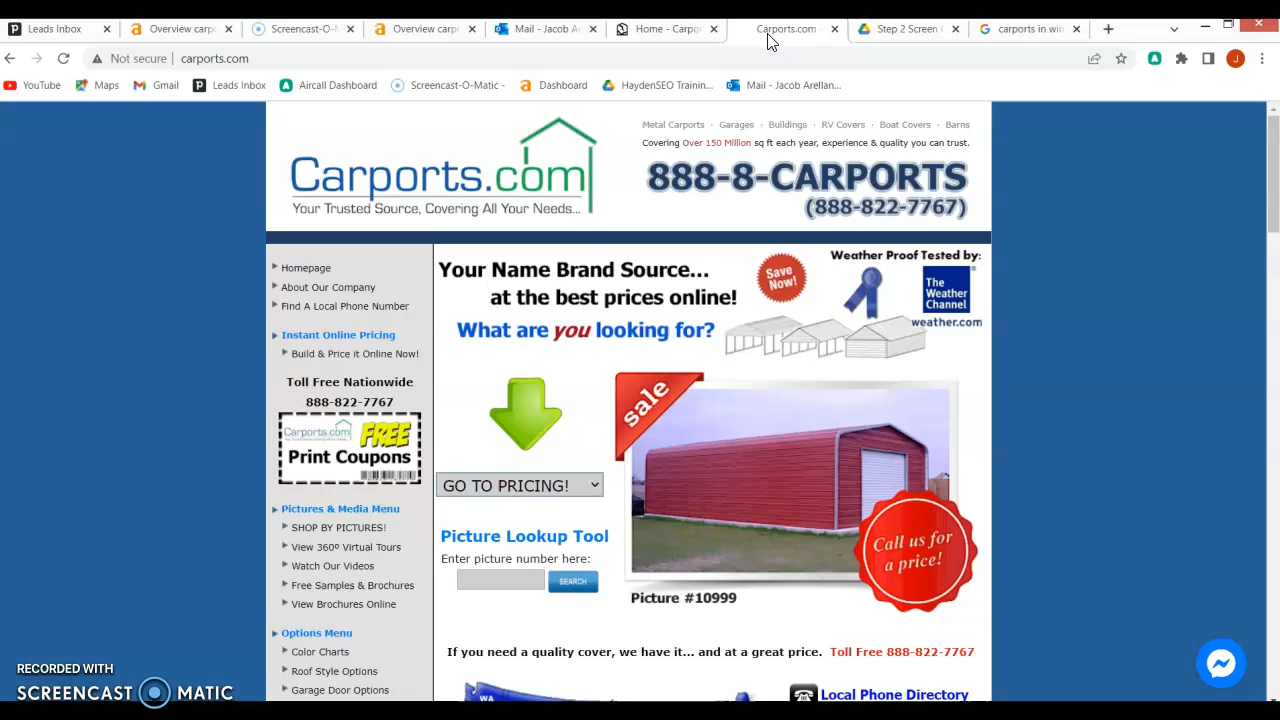 Leads Inbox
Overview carpo
Screencast-O-M
Overview carpo
Mail - Jacob A
Home - Carpo
Carports.com
Step 2 Screen
carports in win
Not secure
carports.com
J
YouTube
Maps
Gmail
Leads Inbox
Aircall Dashboard
Screencast-O-Matic -
Dashboard
HaydenSEO Trainin...
Mail - Jacob Arellan...
Carports.com
Your Trusted Source, Covering All Your Needs...
Metal Carports · Garages · Buildings · RV Covers · Boat Covers · Barns
Covering Over 150 Million sq ft each year, experience & quality you can trust.
888-8-CARPORTS
(888-822-7767)
Homepage
About Our Company
Find A Local Phone Number
Instant Online Pricing
Build & Price it Online Now!
Toll Free Nationwide
888-822-7767
Carports.com FREE
Print Coupons
Pictures & Media Menu
SHOP BY PICTURES!
View 360º Virtual Tours
Watch Our Videos
Free Samples & Brochures
View Brochures Online
Options Menu
Color Charts
Roof Style Options
Garage Door Options
Your Name Brand Source...
at the best prices online!
What are you looking for?
Save
Now!
Weather Proof Tested by:
The
Weather
Channel
weather.com
GO TO PRICING!
Picture Lookup Tool
Enter picture number here:
SEARCH
sale
Call us for
a price!
Picture #10999
If you need a quality cover, we have it... and at a great price. Toll Free 888-822-7767
WA
Local Phone Directory
RECORDED WITH
SCREENCAST MATIC